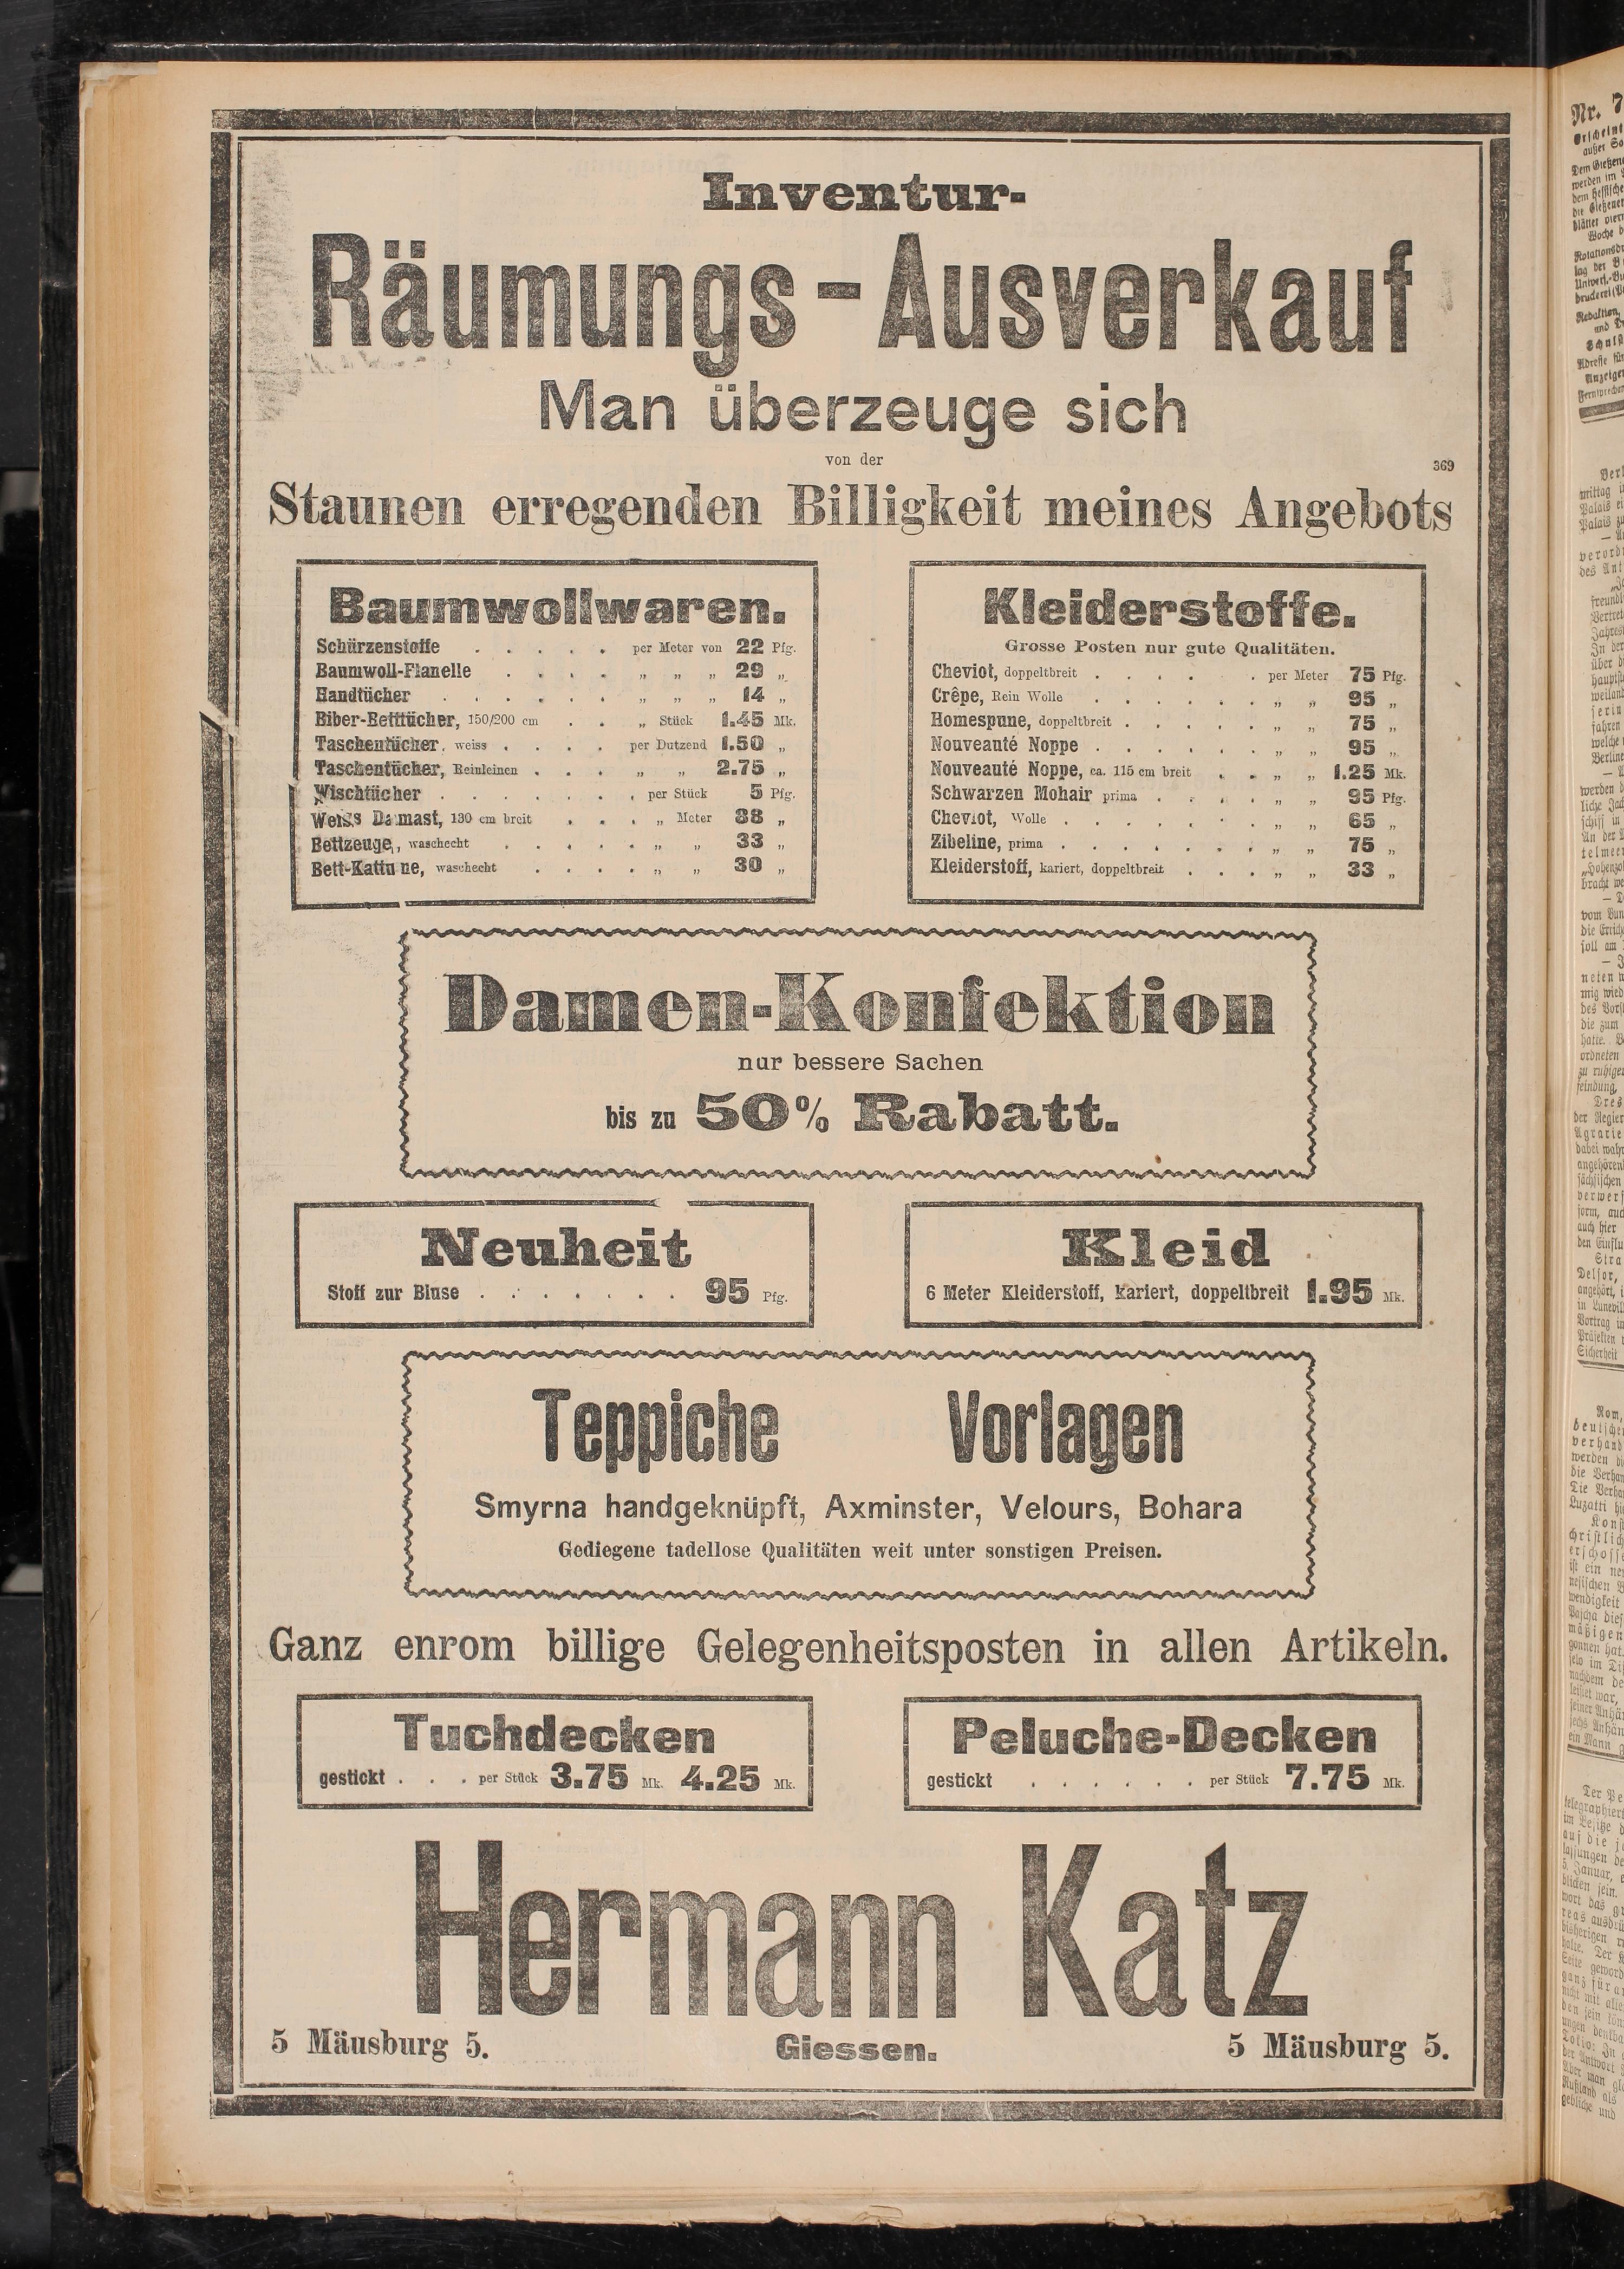 Inventur-
Räumungs-Ausverkauf
Man überzeuge sich
von der
369
Staunen erregenden Billigkeit meines Angebots
Baumwollwaren.
Schürzenstoffe . . . . . per Meter von 22 Pfg.
Baumwoll-Flanelle . . . . „ „ „ 29 „
Handtücher . . . . . . „ „ „ 14 „
Biber-Betttücher, 150/200 cm . . „ Stück 1.45 Mk.
Taschentücher, weiss . . . . per Dutzend 1.50 „
Taschentücher, Reinleinen . . . „ „ 2.75 „
Wischtücher . . . . . . . . per Stück 5 Pfg.
Weiss Damast, 130 cm breit . . . „ Meter 38 „
Bettzeuge, waschecht . . . . . „ „ 33 „
Bett-Kattune, waschecht . . . . „ „ 30 „
Kleiderstoffe.
Grosse Posten nur gute Qualitäten.
Cheviot, doppeltbreit . . . . . per Meter 75 Pfg.
Crêpe, Rein Wolle . . . . . . „ „ 95 „
Homespune, doppeltbreit . . . . . „ „ 75 „
Nouveauté Noppe . . . . . . „ „ 95 „
Nouveauté Noppe, ca. 115 cm breit . . „ „ 1.25 Mk.
Schwarzen Mohair prima . . . . „ „ 95 Pfg.
Cheviot, Wolle . . . . . . . „ „ 65 „
Zibeline, prima . . . . . . . „ „ 75 „
Kleiderstoff, kariert, doppeltbreit . . . „ „ 33 „
Damen-Konfektion
nur bessere Sachen
bis zu 50% Rabatt.
Neuheit
Stoff zur Bluse . . . . . . . 95 Pfg.
Kleid
6 Meter Kleiderstoff, kariert, doppeltbreit 1.95 Mk.
Teppiche Vorlagen
Smyrna handgeknüpft, Axminster, Velours, Bohara
Gediegene tadellose Qualitäten weit unter sonstigen Preisen.
Ganz enrom billige Gelegenheitsposten in allen Artikeln.
Tuchdecken
gestickt . . . per Stück 3.75 Mk. 4.25 Mk.
Peluche-Decken
gestickt . . . . . . per Stück 7.75 Mk.
Hermann Katz
5 Mäusburg 5. Giessen. 5 Mäusburg 5.